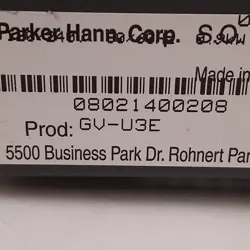 Parker Hann. Corp. S.O
Made in
08021400208
Prod: GV-U3E
5500 Business Park Dr. Rohnert Par